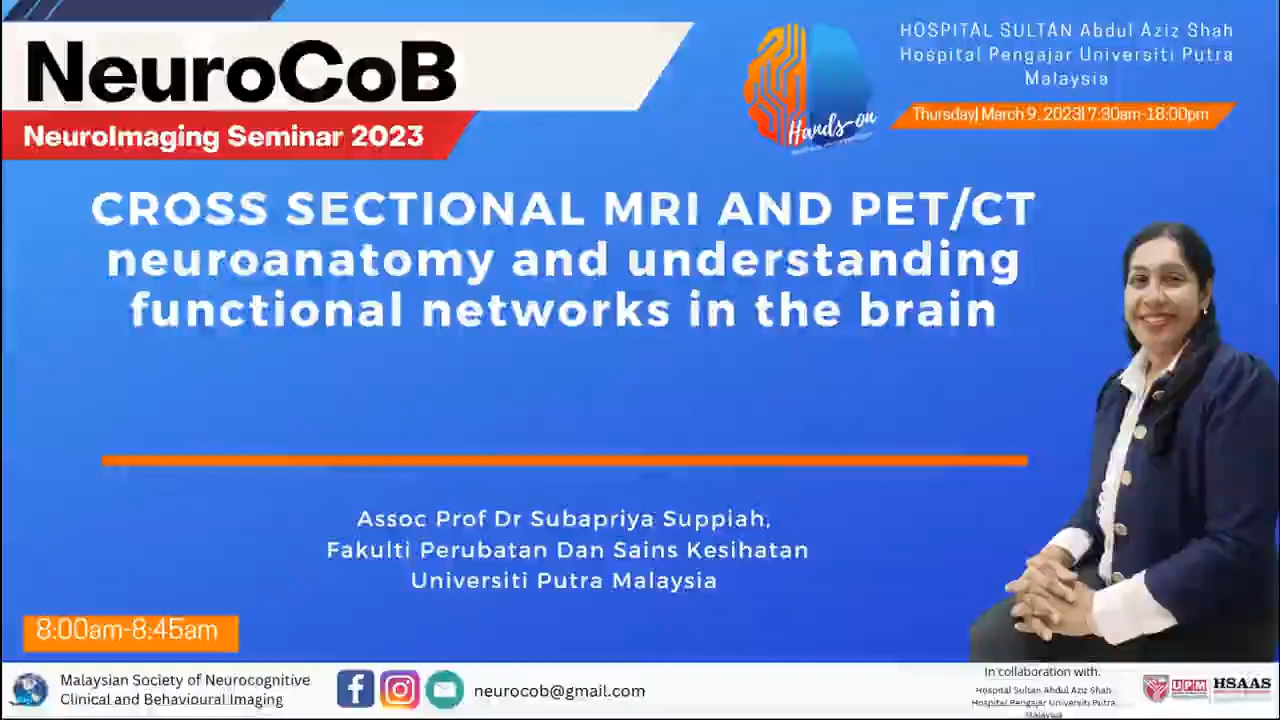 NeuroCoB
NeuroImaging Seminar 2023
Hands-on
HOSPITAL SULTAN Abdul Aziz Shah
Hospital Pengajar Universiti Putra
Malaysia
Thursday| March 9, 2023| 7:30am-18:00pm
CROSS SECTIONAL MRI AND PET/CT
neuroanatomy and understanding
functional networks in the brain
Assoc Prof Dr Subapriya Suppiah,
Fakulti Perubatan Dan Sains Kesihatan
Universiti Putra Malaysia
8:00am-8:45am
Malaysian Society of Neurocognitive
Clinical and Behavioural Imaging
neurocob@gmail.com
In collaboration with.
Hospital Sultan Abdul Aziz Shah
Hospital Pengajar Universiti Putra
Malaysia
UPM
HSAAS